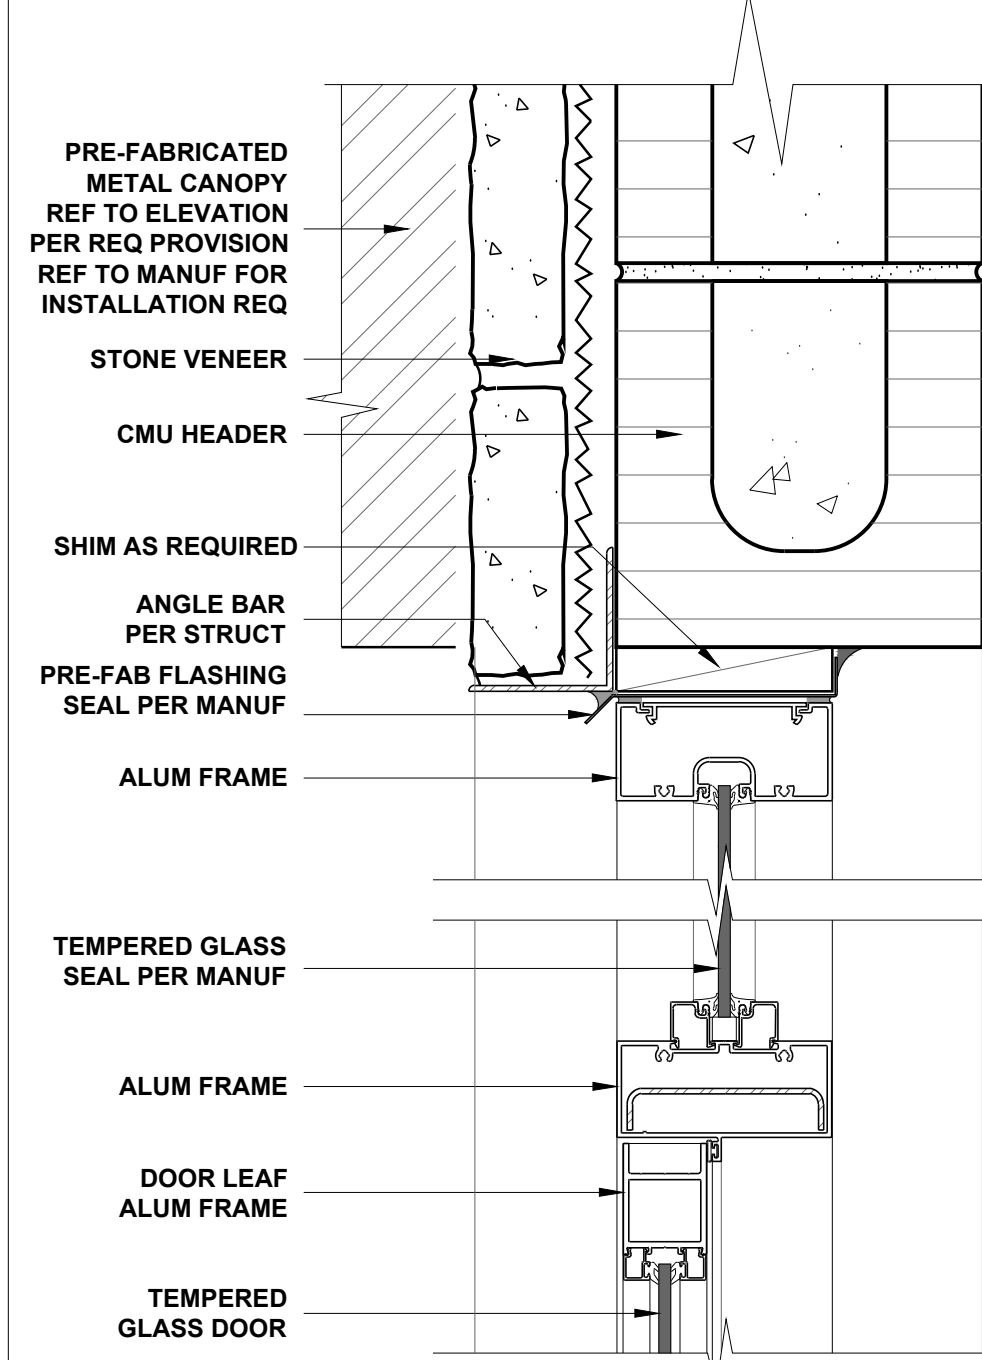 PRE-FABRICATED
METAL CANOPY
REF TO ELEVATION
PER REQ PROVISION
REF TO MANUF FOR
INSTALLATION REQ
STONE VENEER
CMU HEADER
SHIM AS REQUIRED
ANGLE BAR
PER STRUCT
PRE-FAB FLASHING
SEAL PER MANUF
ALUM FRAME
TEMPERED GLASS
SEAL PER MANUF
ALUM FRAME
DOOR LEAF
ALUM FRAME
TEMPERED
GLASS DOOR